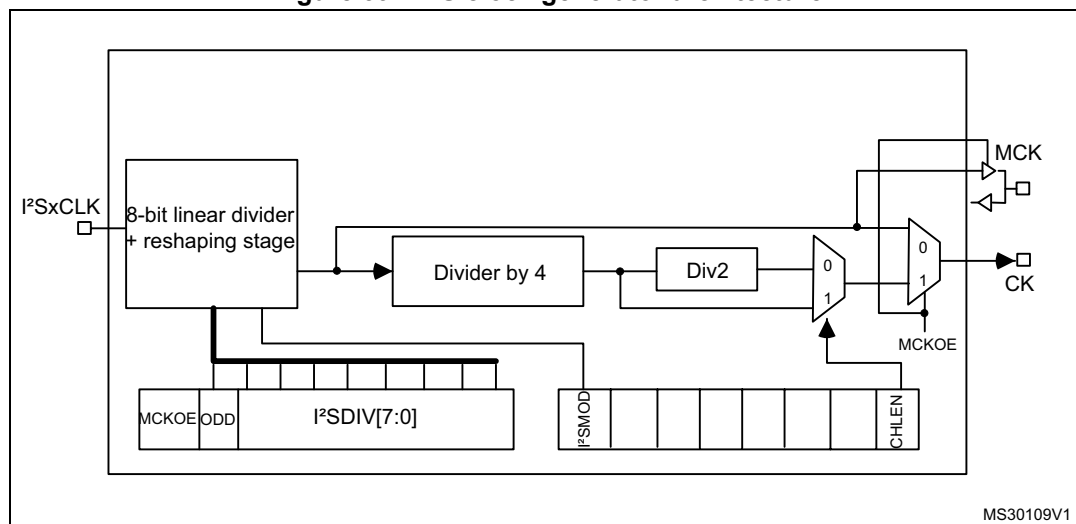 MCK
I²SxCLK
8-bit linear divider
+ reshaping stage
0
Divider by 4
Div2
0
1
1
CK
MCKOE
MCKOE
ODD
I²SDIV[7:0]
I²SMOD
CHLEN
MS30109V1